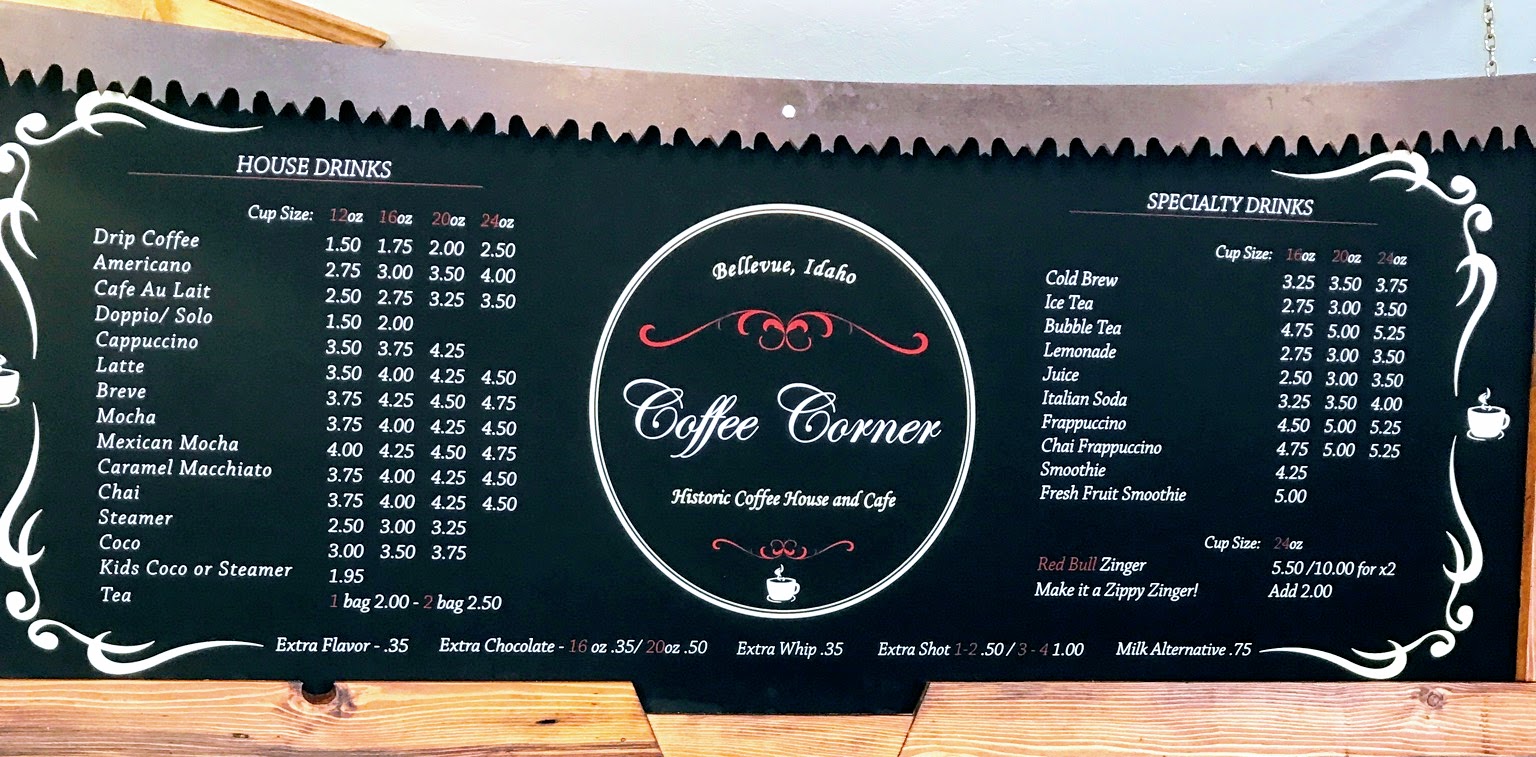 HOUSE DRINKS
Cup Size: 12oz 16oz 20oz 24oz
Drip Coffee 1.50 1.75 2.00 2.50
Americano 2.75 3.00 3.50 4.00
Cafe Au Lait 2.50 2.75 3.25 3.50
Doppio/ Solo 1.50 2.00
Cappuccino 3.50 3.75 4.25
Latte 3.50 4.00 4.25 4.50
Breve 3.75 4.25 4.50 4.75
Mocha 3.75 4.00 4.25 4.50
Mexican Mocha 4.00 4.25 4.50 4.75
Caramel Macchiato 3.75 4.00 4.25 4.50
Chai 3.75 4.00 4.25 4.50
Steamer 2.50 3.00 3.25
Coco 3.00 3.50 3.75
Kids Coco or Steamer 1.95
Tea 1 bag 2.00 - 2 bag 2.50
Bellevue, Idaho
Coffee Corner
Historic Coffee House and Cafe
SPECIALTY DRINKS
Cup Size: 16oz 20oz 24oz
Cold Brew 3.25 3.50 3.75
Ice Tea 2.75 3.00 3.50
Bubble Tea 4.75 5.00 5.25
Lemonade 2.75 3.00 3.50
Juice 2.50 3.00 3.50
Italian Soda 3.25 3.50 4.00
Frappuccino 4.50 5.00 5.25
Chai Frappuccino 4.75 5.00 5.25
Smoothie 4.25
Fresh Fruit Smoothie 5.00
Cup Size: 24oz
Red Bull Zinger 5.50 /10.00 for x2
Make it a Zippy Zinger! Add 2.00
Extra Flavor - .35 Extra Chocolate - 16 oz .35/ 20oz .50 Extra Whip .35 Extra Shot 1-2 .50 / 3 - 4 1.00 Milk Alternative .75